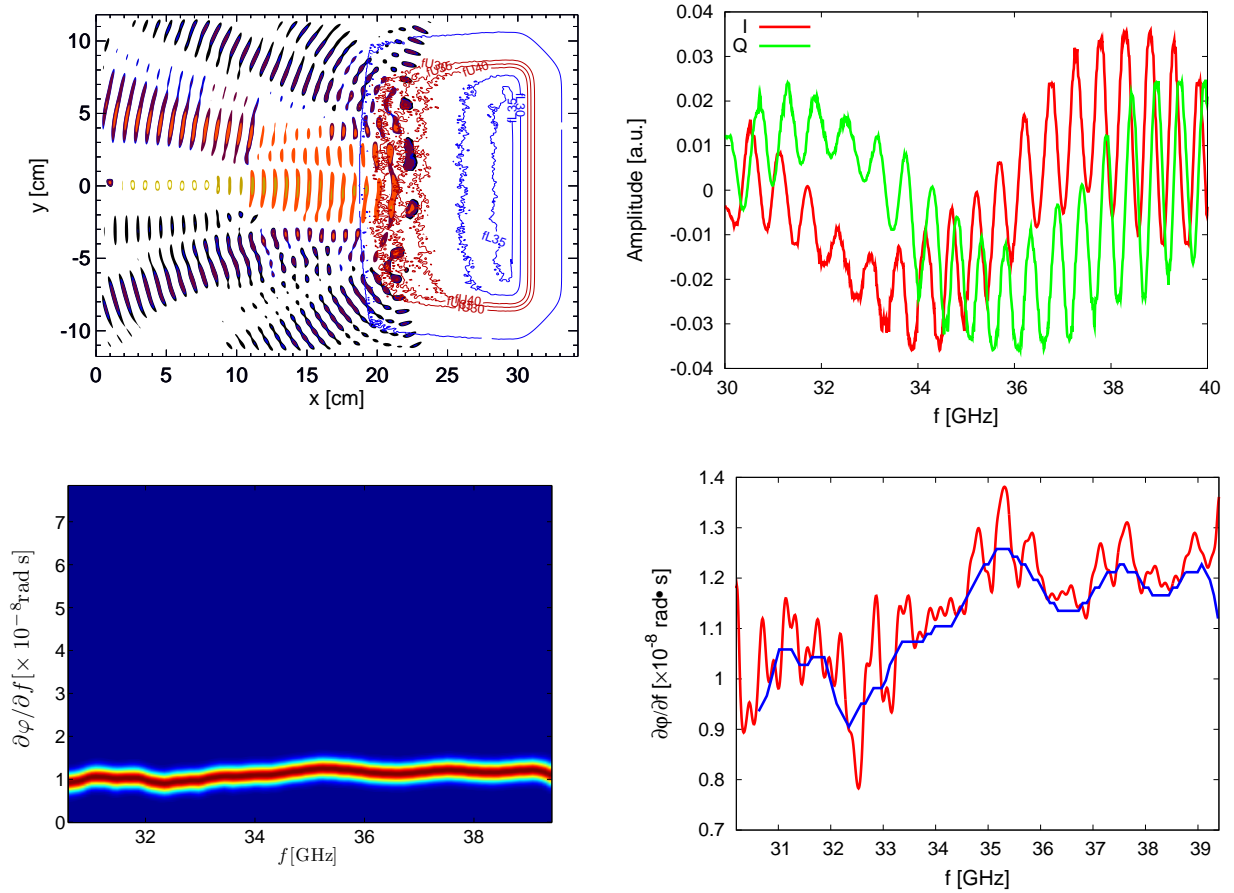 y [cm]
10
5
0
-5
-10
0 5 10 15 20 25 30
x [cm]
fU40
fL35
fL30
fL35
fU40
Amplitude [a.u.]
I
Q
0.04
0.03
0.02
0.01
0
-0.01
-0.02
-0.03
-0.04
30 32 34 36 38 40
f [GHz]
∂φ/∂f [× 10⁻⁸rad s]
7
6
5
4
3
2
1
0
32 34 36 38
f [GHz]
∂φ/∂f [×10⁻⁸ rad• s]
1.4
1.3
1.2
1.1
1
0.9
0.8
0.7
31 32 33 34 35 36 37 38 39
f [GHz]